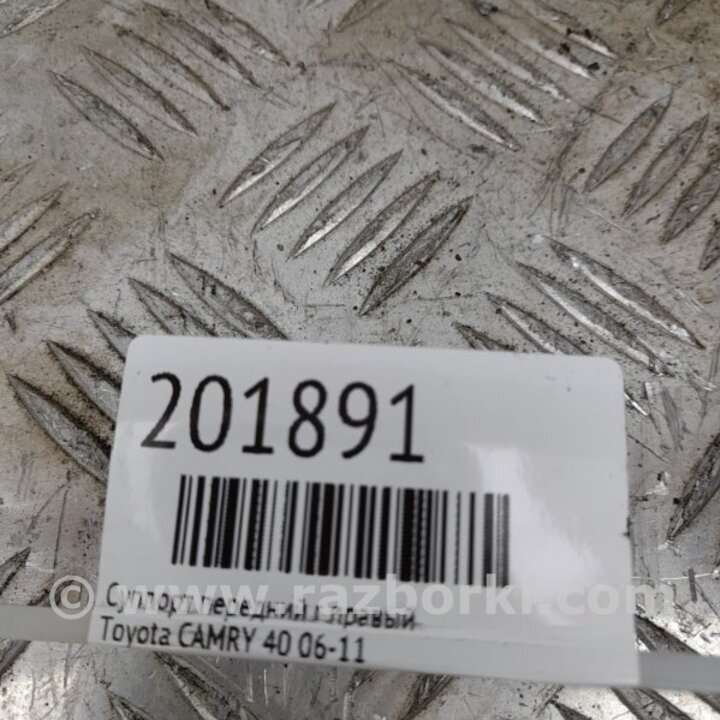 201891
Суппорт передний правый
Toyota CAMRY 40 06-11
© www.razborki.com